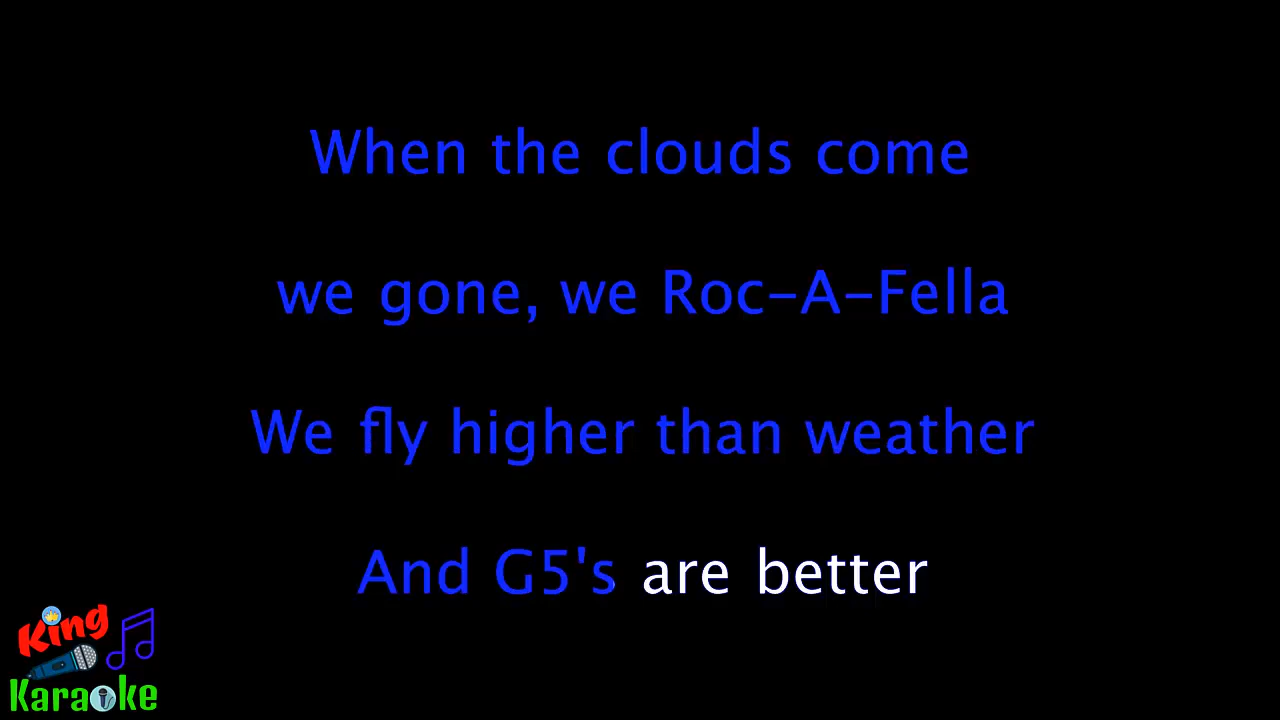 When the clouds come
we gone, we Roc-A-Fella
We fly higher than weather
And G5's are better
King
Karaoke